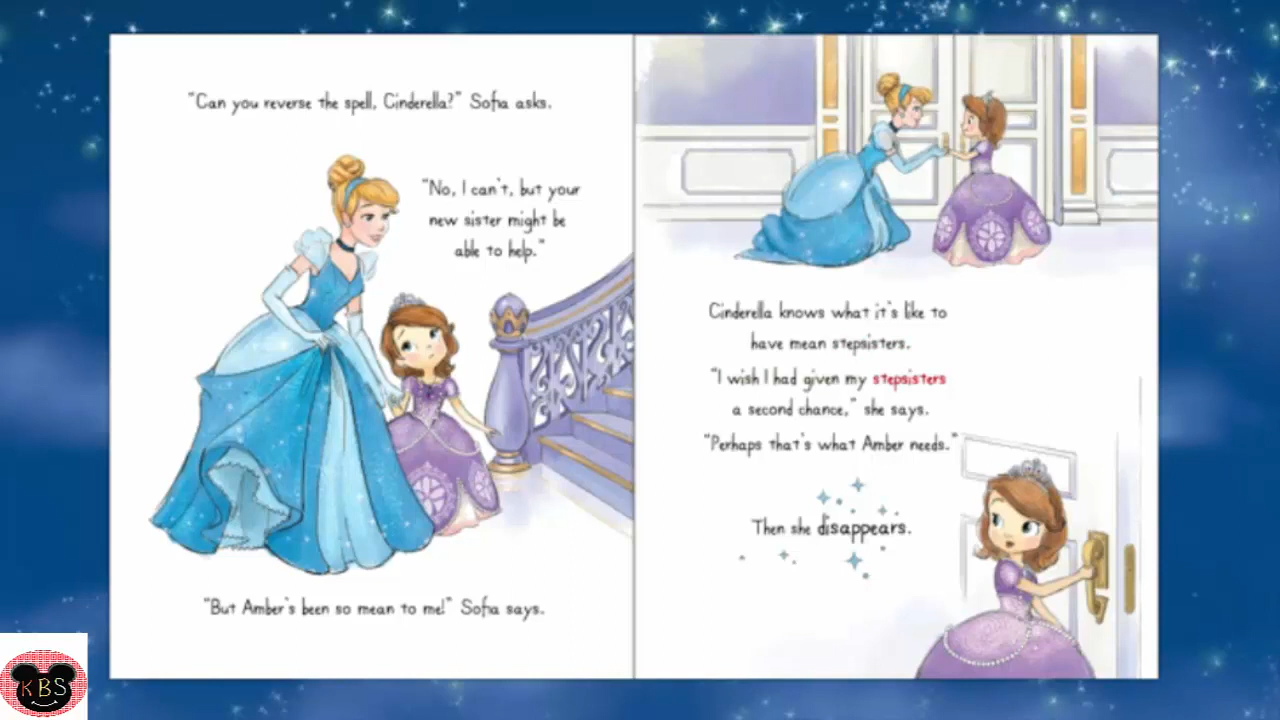 "Can you reverse the spell, Cinderella?" Sofia asks.
"No, I can't, but your
new sister might be
able to help."
"But Amber's been so mean to me!" Sofia says.
Cinderella knows what it's like to
have mean stepsisters.
"I wish I had given my stepsisters
a second chance," she says.
"Perhaps that's what Amber needs."
Then she disappears.
KBS